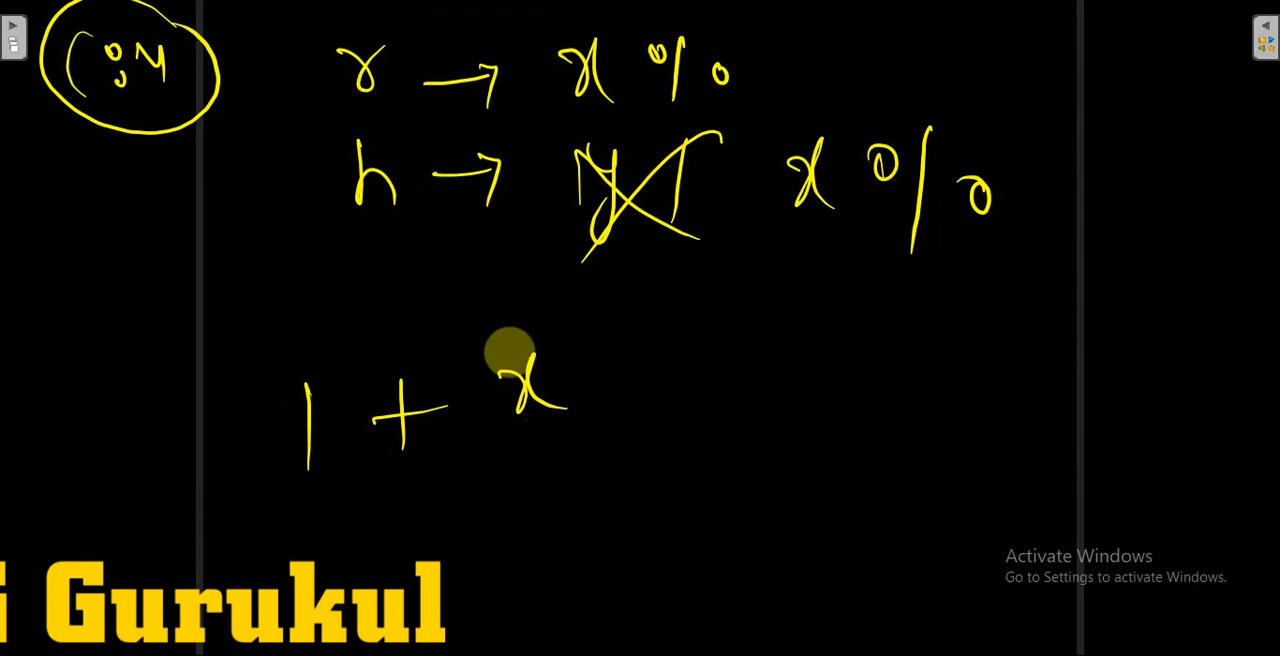 r → x %
h → x %
1 + x
Activate Windows
Go to Settings to activate Windows.
i Gurukul